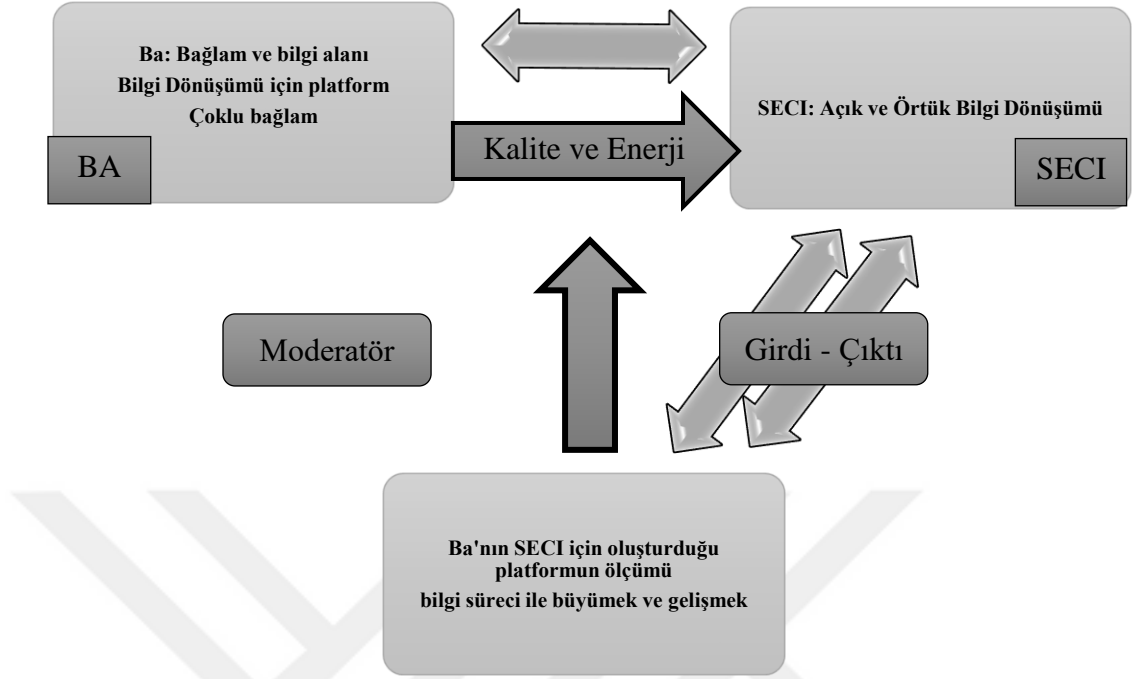 Ba: Bağlam ve bilgi alanı
Bilgi Dönüşümü için platform
Çoklu bağlam
BA
Kalite ve Enerji
SECI: Açık ve Örtük Bilgi Dönüşümü
SECI
Moderatör
Girdi - Çıktı
Ba'nın SECI için oluşturduğu
platformun ölçümü
bilgi süreci ile büyümek ve gelişmek